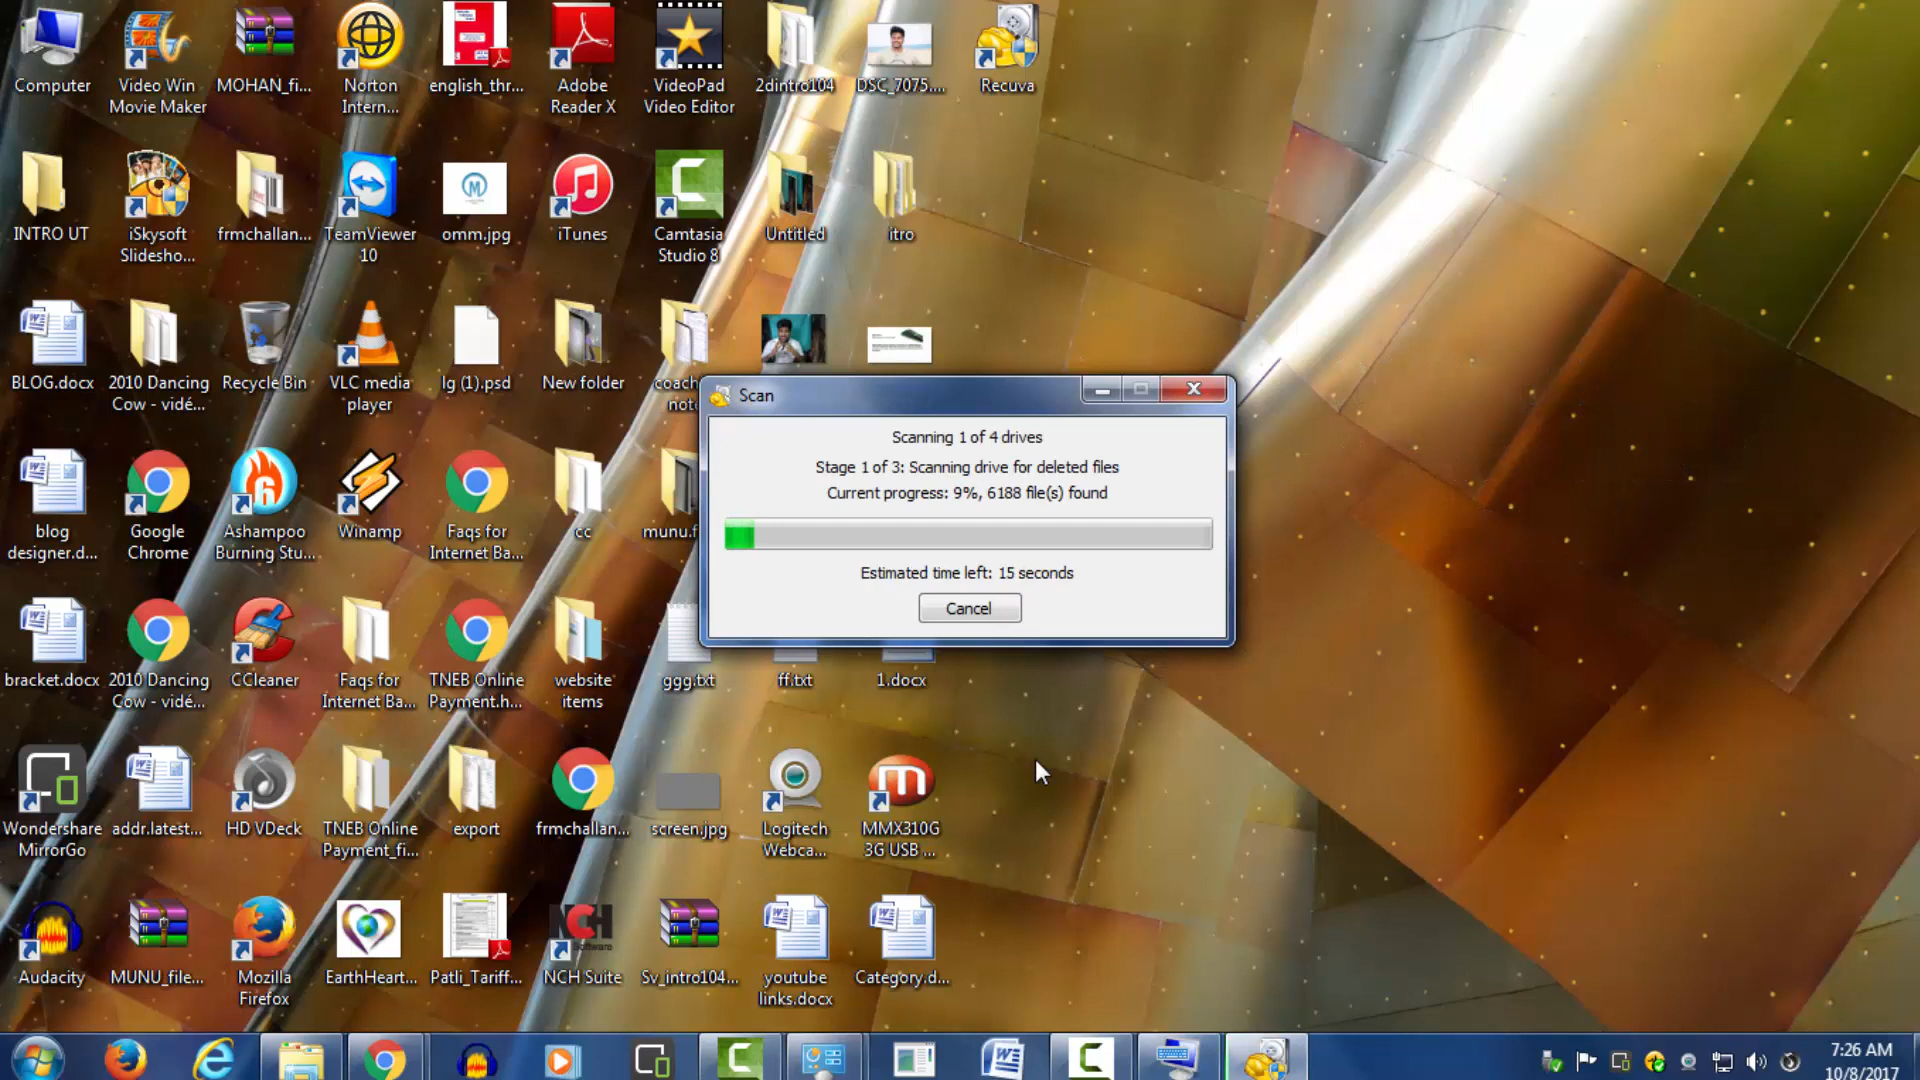 Computer
Video Win
Movie Maker
MOHAN_fi...
Norton
Intern...
english_thr...
Adobe
Reader X
VideoPad
Video Editor
2dintro104
DSC_7075....
Recuva
INTRO UT
iSkysoft
Slidesho...
frmchallan...
TeamViewer
10
omm.jpg
iTunes
Camtasia
Studio 8
Untitled
itro
BLOG.docx
2010 Dancing
Cow - vidé...
Recycle Bin
VLC media
player
lg (1).psd
New folder
coach
note
Scan
Scanning 1 of 4 drives
Stage 1 of 3: Scanning drive for deleted files
Current progress: 9%, 6188 file(s) found
Estimated time left: 15 seconds
Cancel
blog
designer.d...
Google
Chrome
Ashampoo
Burning Stu...
Winamp
Faqs for
Internet Ba...
cc
munu.f
bracket.docx
2010 Dancing
Cow - vidé...
CCleaner
Faqs for
Internet Ba...
TNEB Online
Payment.h...
website
items
ggg.txt
ff.txt
1.docx
Wondershare
MirrorGo
addr.latest...
HD VDeck
TNEB Online
Payment_fi...
export
frmchallan...
screen.jpg
Logitech
Webca...
MMX310G
3G USB ...
Audacity
MUNU_file...
Mozilla
Firefox
EarthHeart...
Patli_Tariff...
NCH
Software
NCH Suite
Sv_intro104...
youtube
links.docx
Category.d...
7:26 AM
10/8/2017